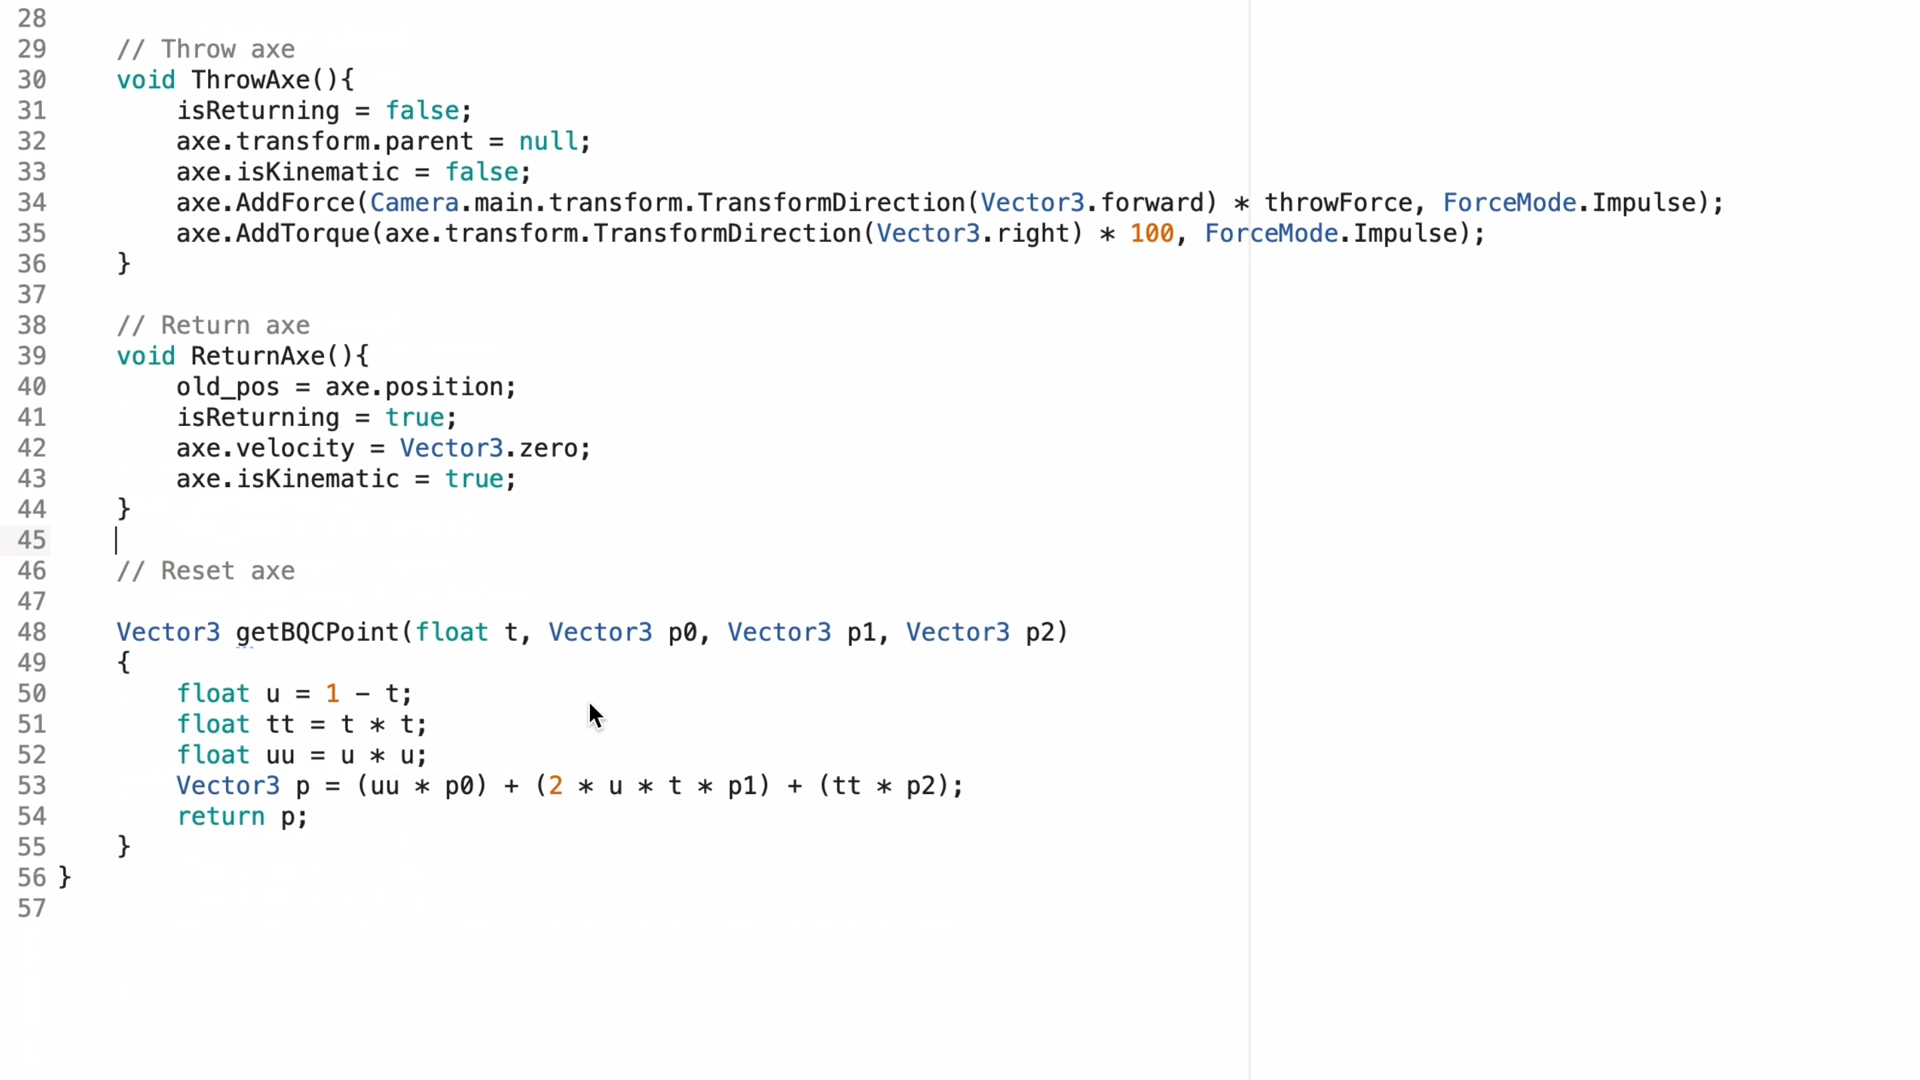 28
29 // Throw axe
30 void ThrowAxe(){
31 isReturning = false;
32 axe.transform.parent = null;
33 axe.isKinematic = false;
34 axe.AddForce(Camera.main.transform.TransformDirection(Vector3.forward) * throwForce, ForceMode.Impulse);
35 axe.AddTorque(axe.transform.TransformDirection(Vector3.right) * 100, ForceMode.Impulse);
36 }
37
38 // Return axe
39 void ReturnAxe(){
40 old_pos = axe.position;
41 isReturning = true;
42 axe.velocity = Vector3.zero;
43 axe.isKinematic = true;
44 }
45
46 // Reset axe
47
48 Vector3 getBQCPoint(float t, Vector3 p0, Vector3 p1, Vector3 p2)
49 {
50 float u = 1 - t;
51 float tt = t * t;
52 float uu = u * u;
53 Vector3 p = (uu * p0) + (2 * u * t * p1) + (tt * p2);
54 return p;
55 }
56 }
57